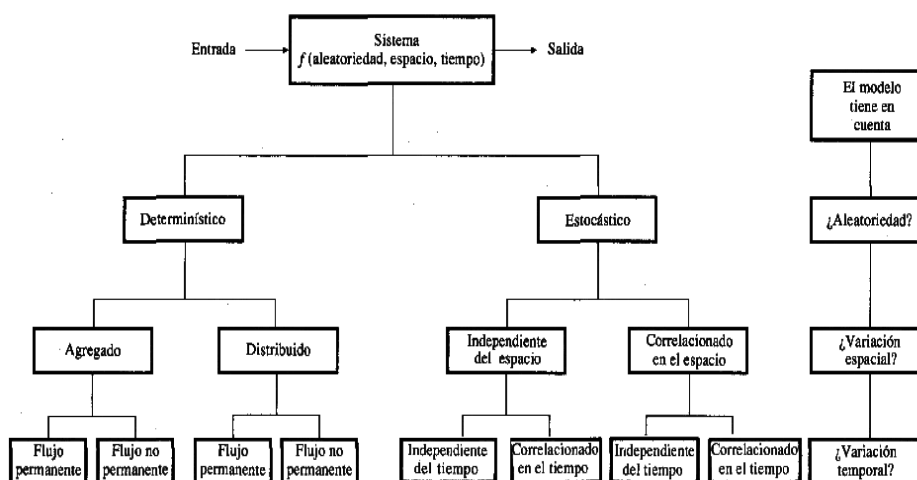 Entrada
Sistema
f (aleatoriedad, espacio, tiempo)
Salida
El modelo
tiene en
cuenta
Determinístico
Estocástico
¿Aleatoriedad?
Agregado
Distribuido
Independiente
del espacio
Correlacionado
en el espacio
¿Variación
espacial?
Flujo
permanente
Flujo no
permanente
Flujo
permanente
Flujo no
permanente
Independiente
del tiempo
Correlacionado
en el tiempo
Independiente
del tiempo
Correlacionado
en el tiempo
¿Variación
temporal?